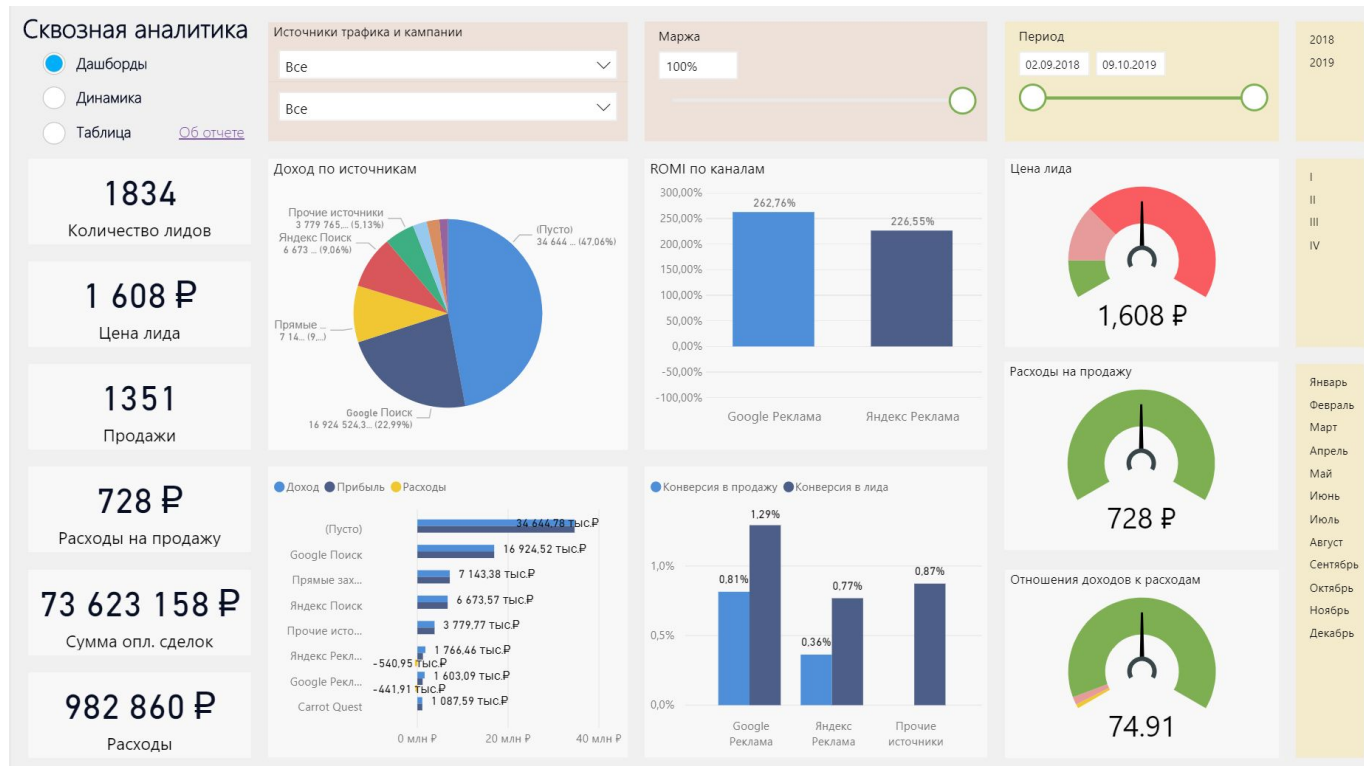 Сквозная аналитика
Дашборды
Динамика
Таблица
Об отчете
Источники трафика и кампании
Все
Все
Маржа
100%
Период
02.09.2018 09.10.2019
2018
2019
1834
Количество лидов
1 608 ₽
Цена лида
1351
Продажи
728 ₽
Расходы на продажу
73 623 158 ₽
Сумма опл. сделок
982 860 ₽
Расходы
Доход по источникам
Прочие источники
3 779 765,... (5,13%)
Яндекс Поиск
6 673 ... (9,06%)
Прямые ...
7 14... (9,...)
Google Поиск
16 924 524,3... (22,99%)
(Пусто)
34 644 ... (47,06%)
ROMI по каналам
300,00%
250,00%
200,00%
150,00%
100,00%
50,00%
0,00%
-50,00%
-100,00%
262,76%
226,55%
Google Реклама Яндекс Реклама
Цена лида
1,608 ₽
I
II
III
IV
Доход Прибыль Расходы
(Пусто) 34 644,78 тыс.₽
Google Поиск 16 924,52 тыс.₽
Прямые зах... 7 143,38 тыс.₽
Яндекс Поиск 6 673,57 тыс.₽
Прочие исто... 3 779,77 тыс.₽
Яндекс Рекл... 1 766,46 тыс.₽
-540,95 тыс.₽
Google Рекл... 1 603,09 тыс.₽
-441,91 тыс.₽
Carrot Quest 1 087,59 тыс.₽
0 млн ₽ 20 млн ₽ 40 млн ₽
Конверсия в продажу Конверсия в лида
1,0%
0,5%
0,0%
0,81%
1,29%
0,36%
0,77%
0,87%
Google
Реклама
Яндекс
Реклама
Прочие
источники
Расходы на продажу
728 ₽
Отношения доходов к расходам
74.91
Январь
Февраль
Март
Апрель
Май
Июнь
Июль
Август
Сентябрь
Октябрь
Ноябрь
Декабрь